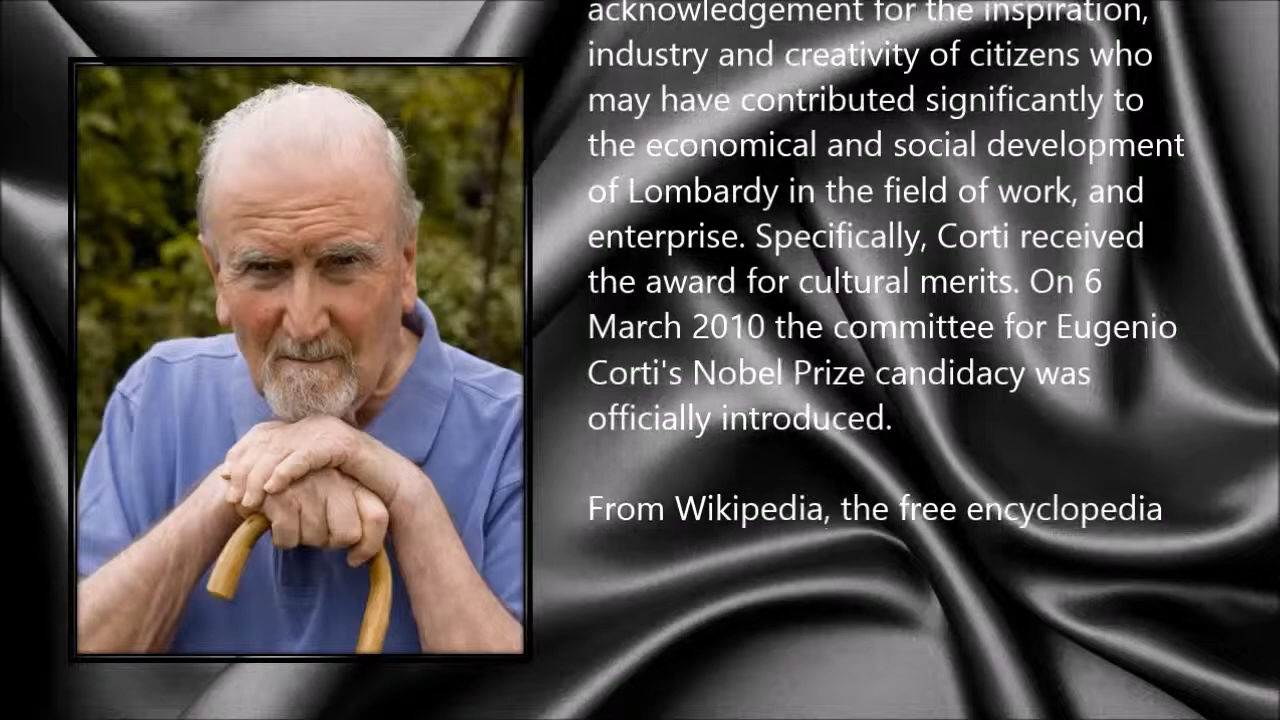 acknowledgement for the inspiration,
industry and creativity of citizens who
may have contributed significantly to
the economical and social development
of Lombardy in the field of work, and
enterprise. Specifically, Corti received
the award for cultural merits. On 6
March 2010 the committee for Eugenio
Corti's Nobel Prize candidacy was
officially introduced.
From Wikipedia, the free encyclopedia